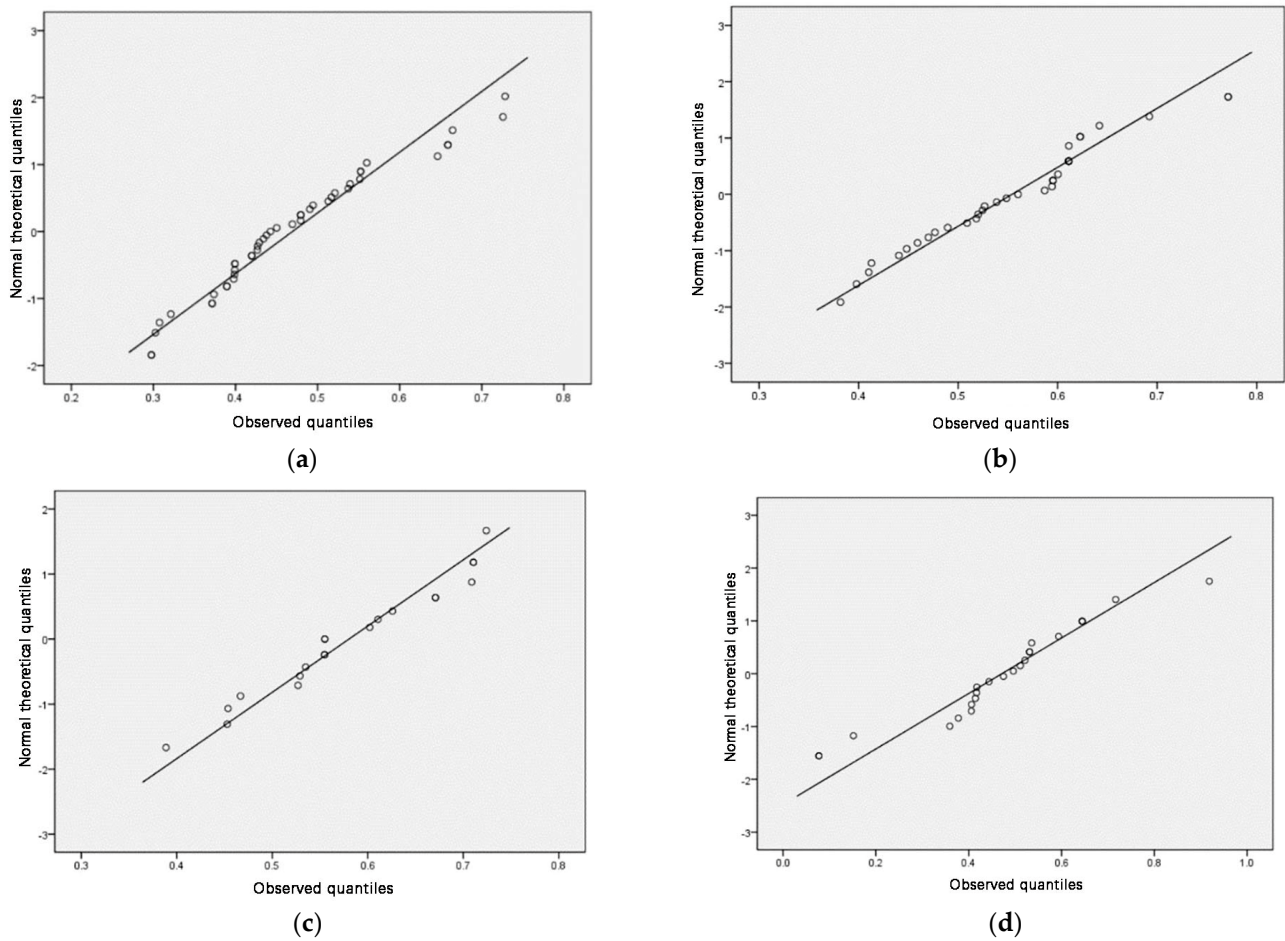 3
2
1
0
-1
-2
Normal theoretical quantiles
0.2 0.3 0.4 0.5 0.6 0.7 0.8
Observed quantiles
(a)
3
2
1
0
-1
-2
-3
Normal theoretical quantiles
0.3 0.4 0.5 0.6 0.7 0.8
Observed quantiles
(b)
2
1
0
-1
-2
-3
Normal theoretical quantiles
0.3 0.4 0.5 0.6 0.7 0.8
Observed quantiles
(c)
3
2
1
0
-1
-2
-3
Normal theoretical quantiles
0.0 0.2 0.4 0.6 0.8 1.0
Observed quantiles
(d)